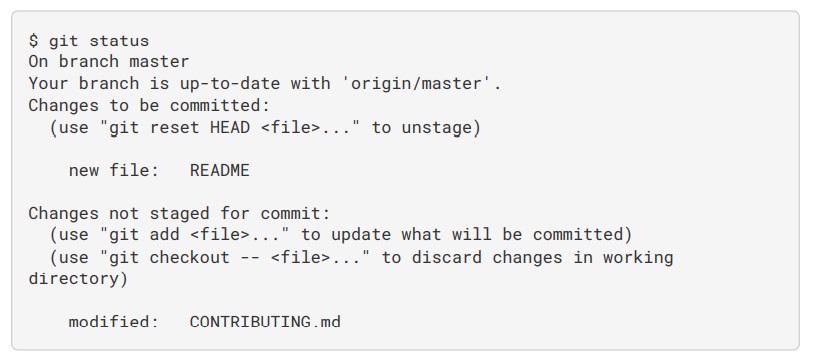 $ git status
On branch master
Your branch is up-to-date with 'origin/master'.
Changes to be committed:
  (use "git reset HEAD <file>..." to unstage)

    new file:   README

Changes not staged for commit:
  (use "git add <file>..." to update what will be committed)
  (use "git checkout -- <file>..." to discard changes in working
directory)

    modified:   CONTRIBUTING.md